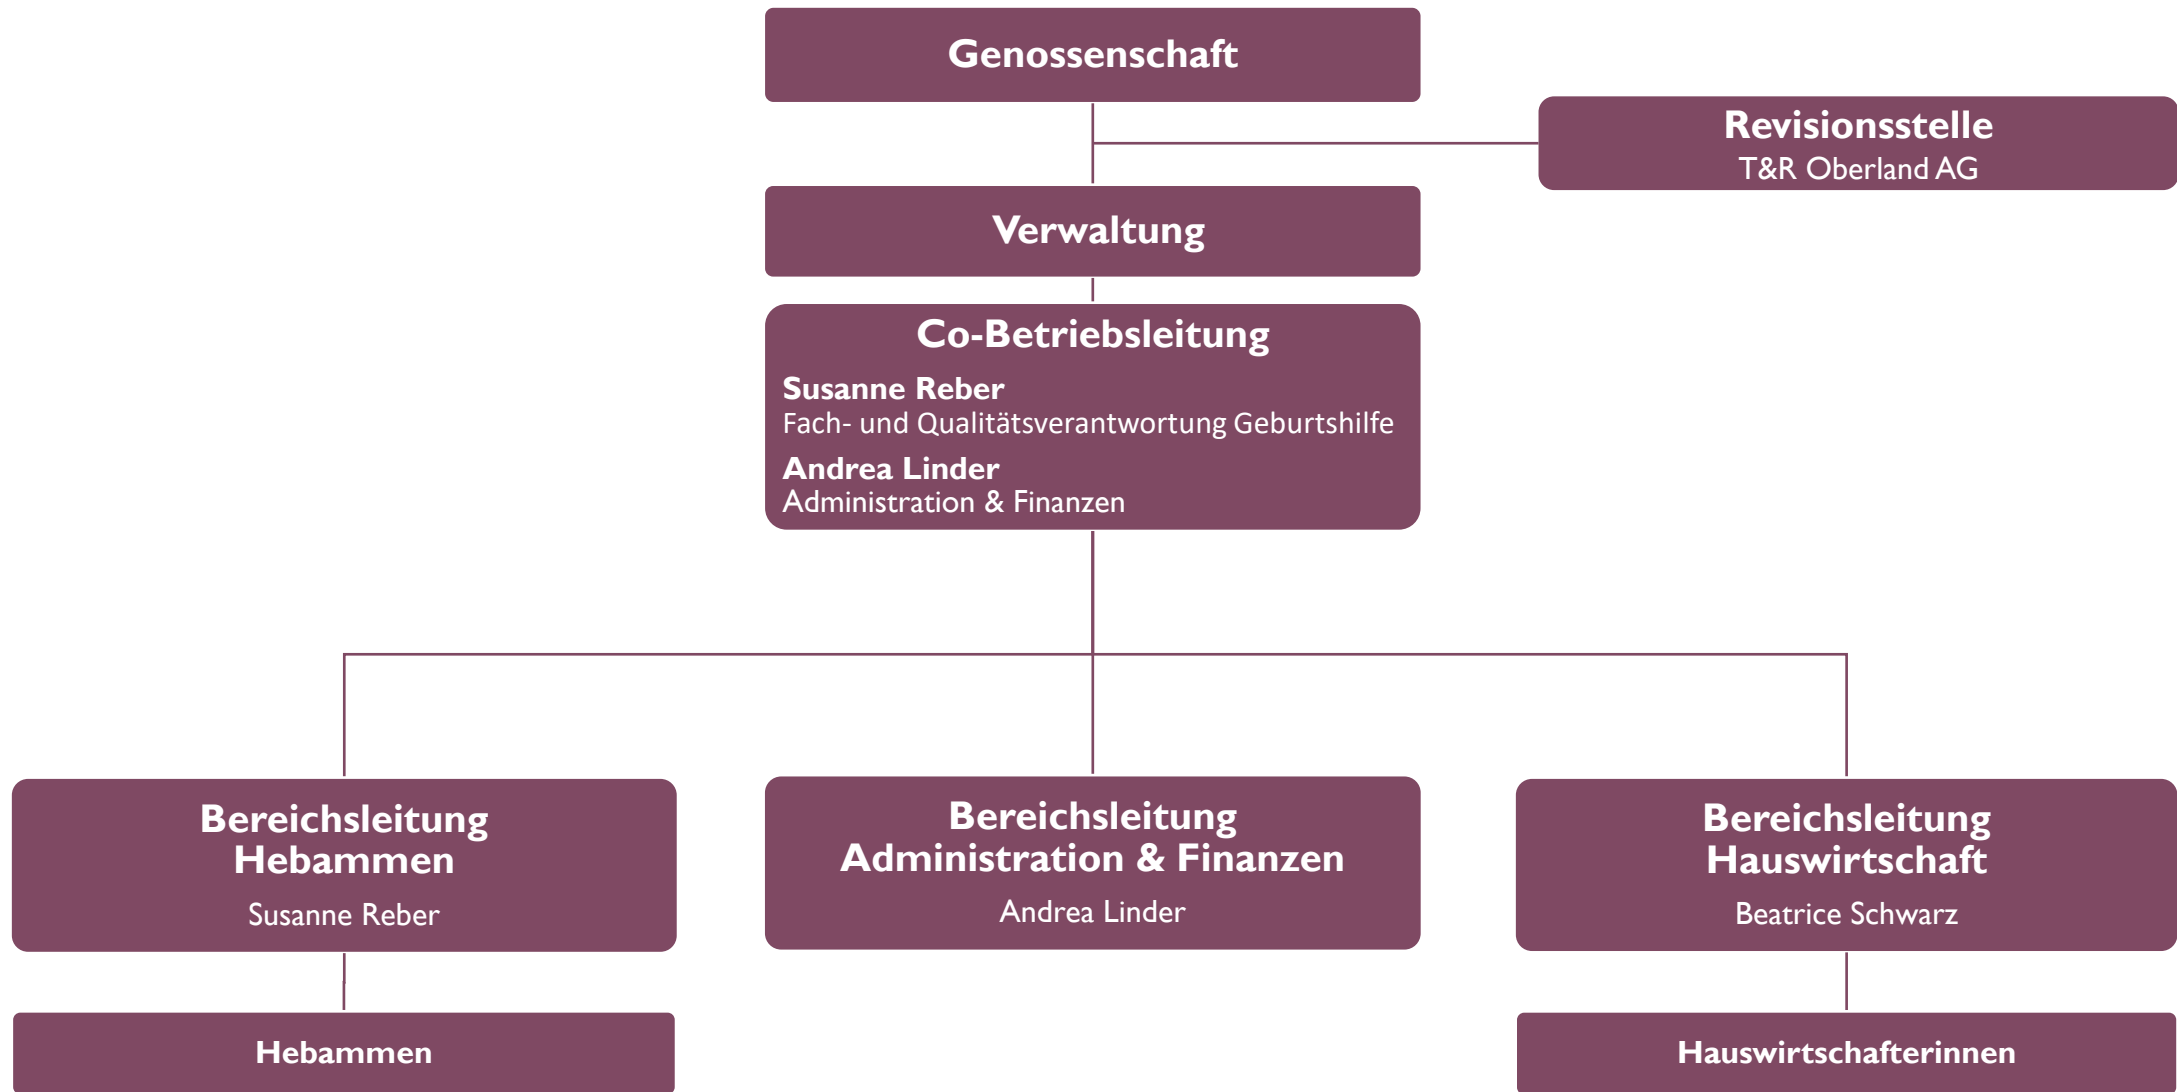 Genossenschaft
Revisionsstelle
T&R Oberland AG
Verwaltung
Co-Betriebsleitung
Susanne Reber
Fach- und Qualitätsverantwortung Geburtshilfe
Andrea Linder
Administration & Finanzen
Bereichsleitung
Hebammen
Susanne Reber
Bereichsleitung
Administration & Finanzen
Andrea Linder
Bereichsleitung
Hauswirtschaft
Beatrice Schwarz
Hebammen
Hauswirtschafterinnen